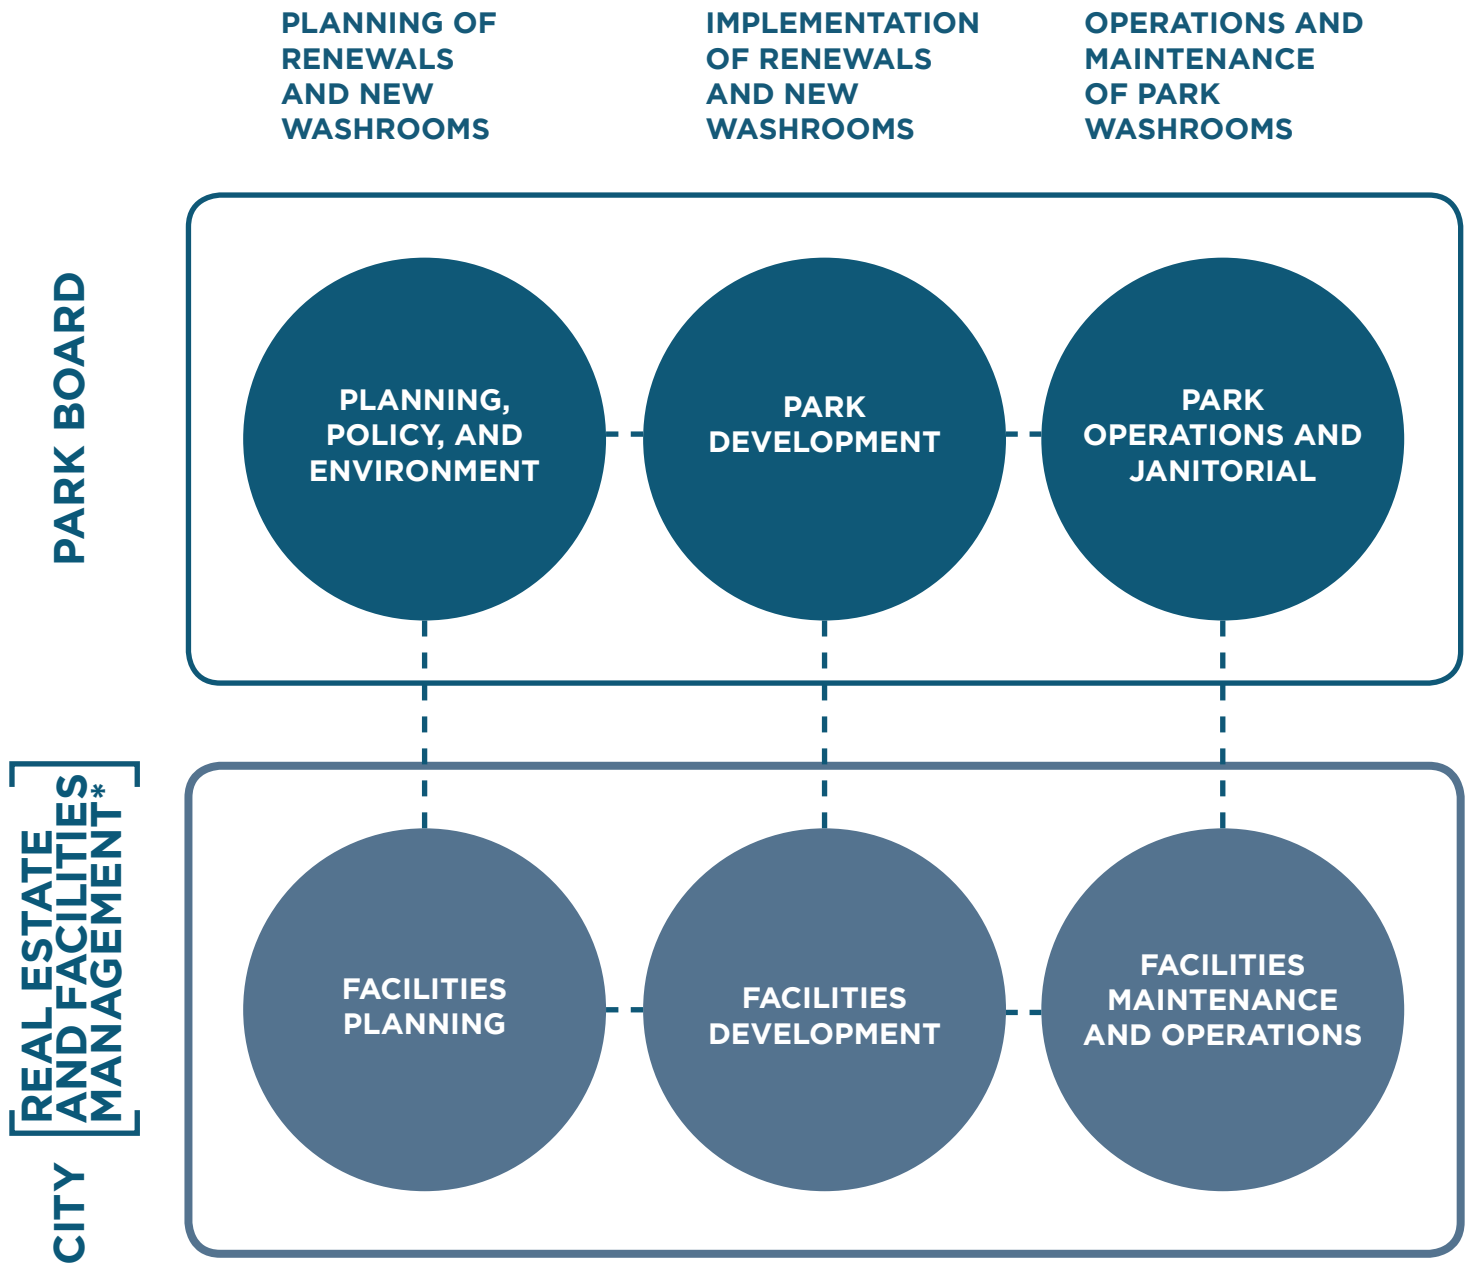 PLANNING OF
RENEWALS
AND NEW
WASHROOMS
IMPLEMENTATION
OF RENEWALS
AND NEW
WASHROOMS
OPERATIONS AND
MAINTENANCE
OF PARK
WASHROOMS
PARK BOARD
PLANNING,
POLICY, AND
ENVIRONMENT
PARK
DEVELOPMENT
PARK
OPERATIONS AND
JANITORIAL
CITY
REAL ESTATE
AND FACILITIES
MANAGEMENT*
FACILITIES
PLANNING
FACILITIES
DEVELOPMENT
FACILITIES
MAINTENANCE
AND OPERATIONS